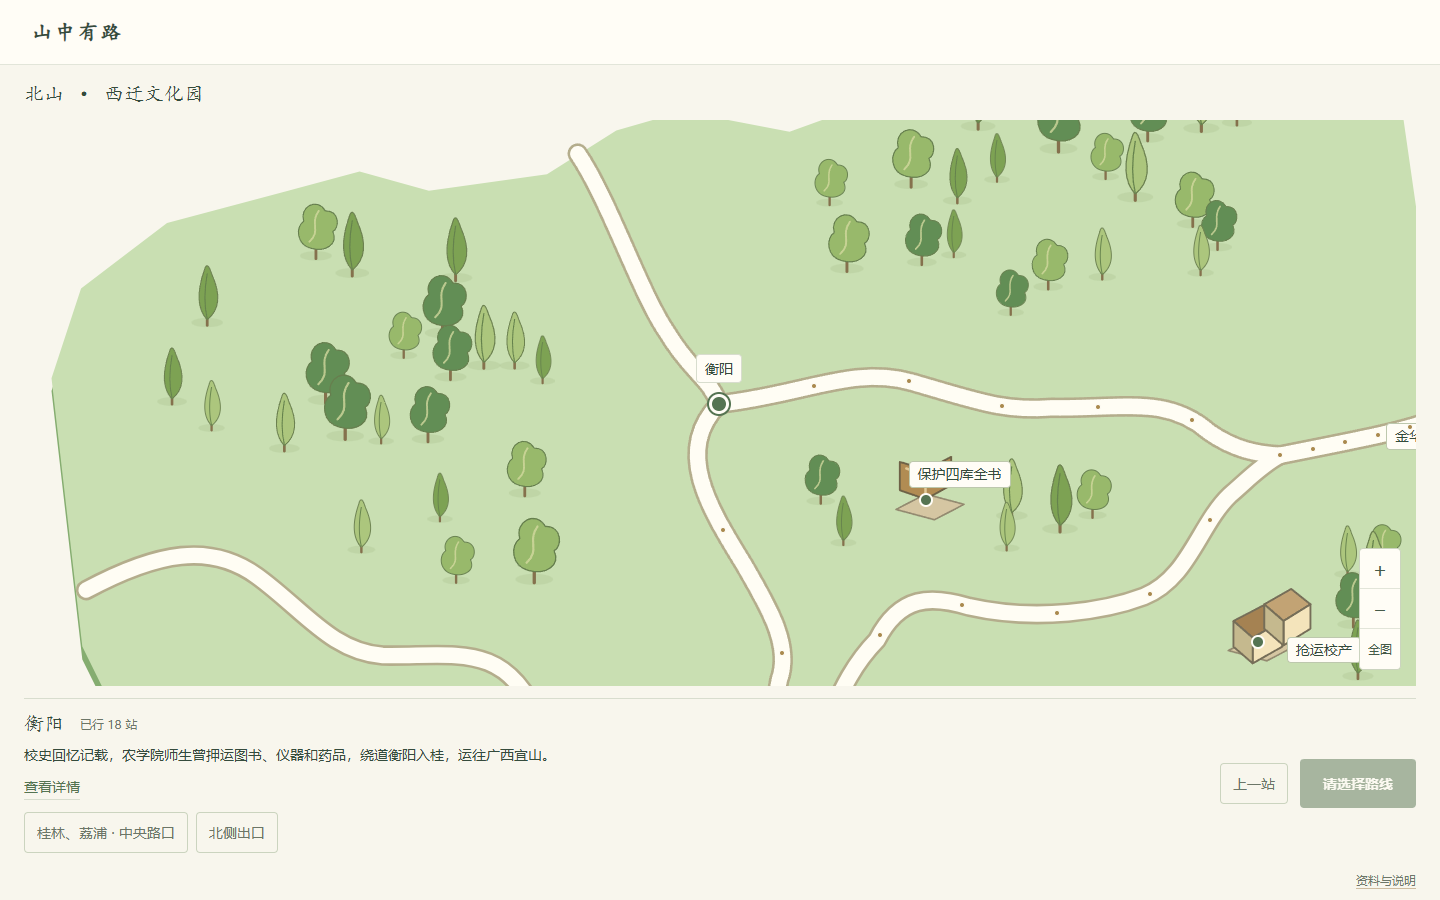 山中有路
北山 • 西迁文化园
衡阳
金华
保护四库全书
+
−
抢运校产
全图
衡阳 已行 18 站
校史回忆记载，农学院师生曾押运图书、仪器和药品，绕道衡阳入桂，运往广西宜山。
查看详情
上一站
请选择路线
桂林、荔浦 · 中央路口
北侧出口
资料与说明